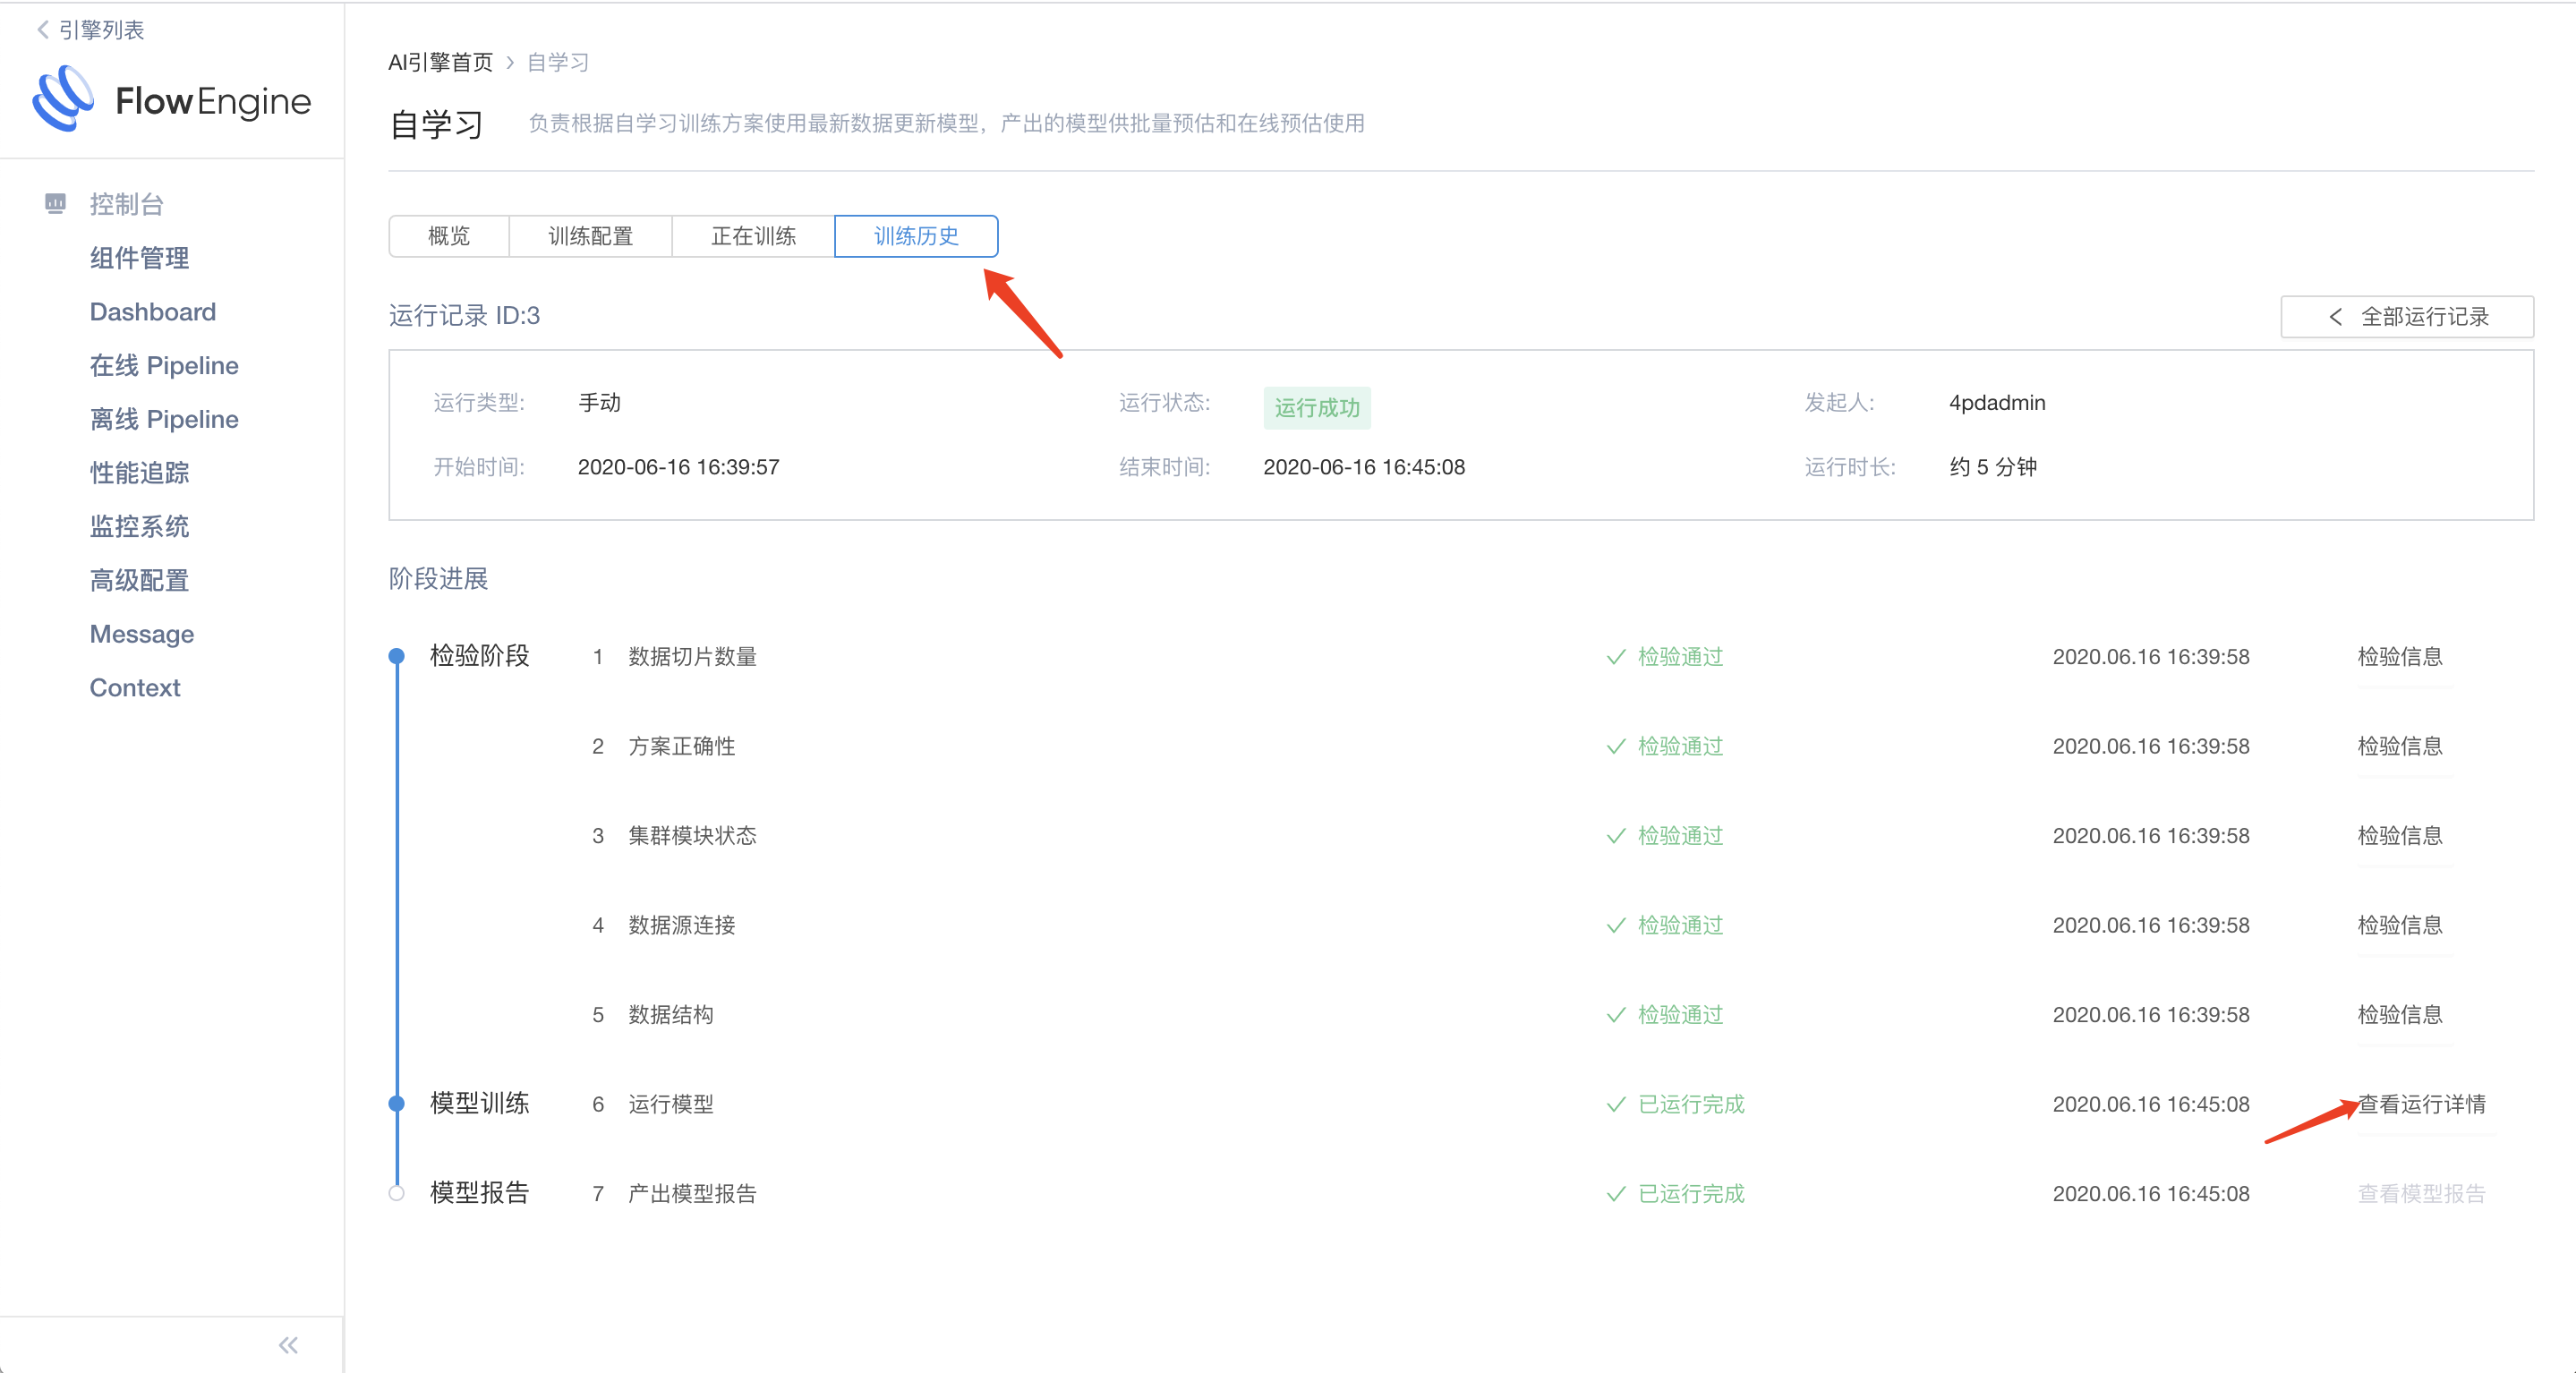 引擎列表
FlowEngine
控制台
组件管理
Dashboard
在线 Pipeline
离线 Pipeline
性能追踪
监控系统
高级配置
Message
Context
AI引擎首页 > 自学习
自学习 负责根据自学习训练方案使用最新数据更新模型，产出的模型供批量预估和在线预估使用
概览 训练配置 正在训练 训练历史
运行记录 ID:3 全部运行记录
运行类型: 手动 运行状态: 运行成功 发起人: 4pdadmin
开始时间: 2020-06-16 16:39:57 结束时间: 2020-06-16 16:45:08 运行时长: 约 5 分钟
阶段进展
检验阶段 1 数据切片数量 检验通过 2020.06.16 16:39:58 检验信息
2 方案正确性 检验通过 2020.06.16 16:39:58 检验信息
3 集群模块状态 检验通过 2020.06.16 16:39:58 检验信息
4 数据源连接 检验通过 2020.06.16 16:39:58 检验信息
5 数据结构 检验通过 2020.06.16 16:39:58 检验信息
模型训练 6 运行模型 已运行完成 2020.06.16 16:45:08 查看运行详情
模型报告 7 产出模型报告 已运行完成 2020.06.16 16:45:08 查看模型报告